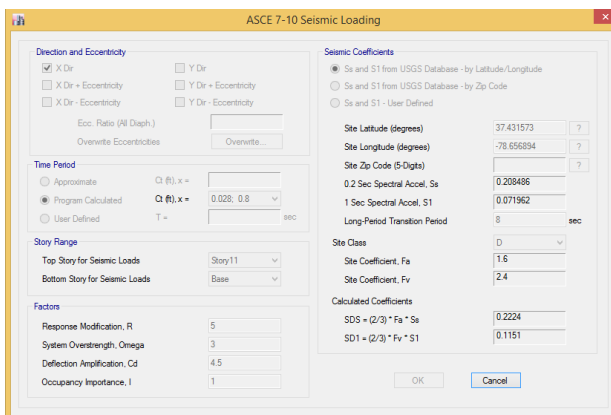 ASCE 7-10 Seismic Loading
Direction and Eccentricity
X Dir
Y Dir
X Dir + Eccentricity
Y Dir + Eccentricity
X Dir - Eccentricity
Y Dir - Eccentricity
Ecc. Ratio (All Diaph.)
Overwrite Eccentricities
Overwrite...
Time Period
Approximate
Ct (ft), x =
Program Calculated
Ct (ft), x =
0.028; 0.8
User Defined
T =
sec
Story Range
Top Story for Seismic Loads
Story11
Bottom Story for Seismic Loads
Base
Factors
Response Modification, R
5
System Overstrength, Omega
3
Deflection Amplification, Cd
4.5
Occupancy Importance, I
1
Seismic Coefficients
Ss and S1 from USGS Database - by Latitude/Longitude
Ss and S1 from USGS Database - by Zip Code
Ss and S1 - User Defined
Site Latitude (degrees)
37.431573
?
Site Longitude (degrees)
-78.656894
?
Site Zip Code (5-Digits)
?
0.2 Sec Spectral Accel, Ss
0.208486
1 Sec Spectral Accel, S1
0.071962
Long-Period Transition Period
8
sec
Site Class
D
Site Coefficient, Fa
1.6
Site Coefficient, Fv
2.4
Calculated Coefficients
SDS = (2/3) * Fa * Ss
0.2224
SD1 = (2/3) * Fv * S1
0.1151
OK
Cancel